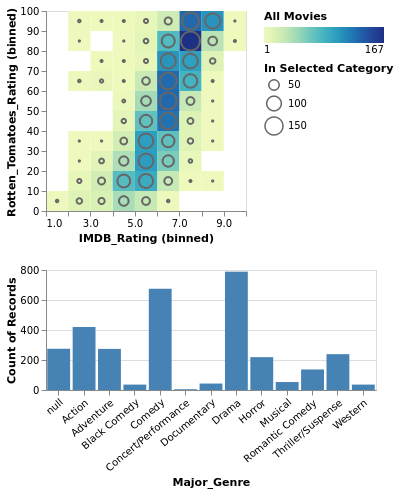 Rotten_Tomatoes_Rating (binned)
100
90
80
70
60
50
40
30
20
10
0
1.0 3.0 5.0 7.0 9.0
IMDB_Rating (binned)
All Movies
1 167
In Selected Category
50
100
150
Count of Records
800
600
400
200
0
null
Action
Adventure
Black Comedy
Comedy
Concert/Performance
Documentary
Drama
Horror
Musical
Romantic Comedy
Thriller/Suspense
Western
Major_Genre